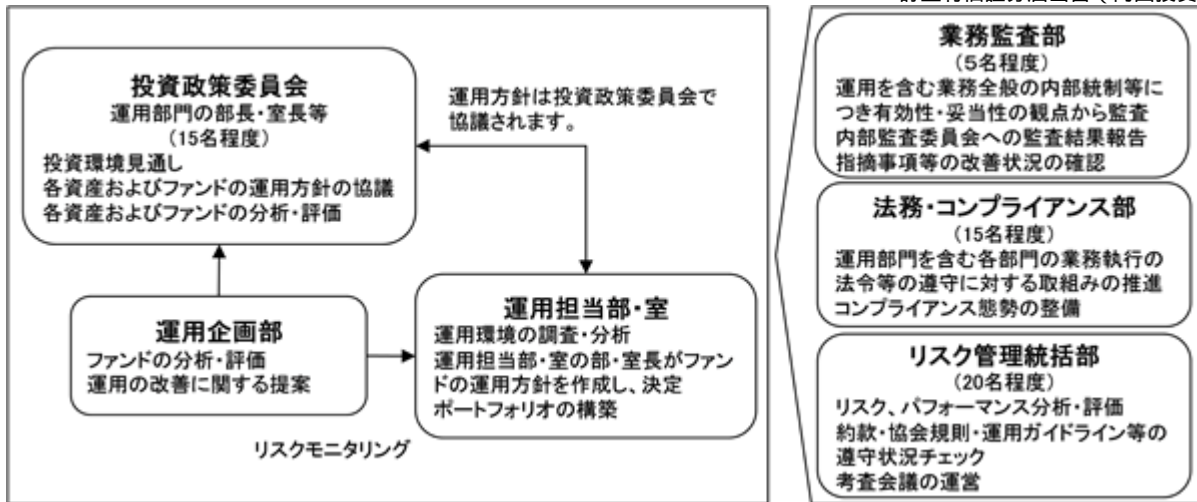 投資政策委員会
運用部門の部長・室長等
(15名程度)
投資環境見通し
各資産およびファンドの運用方針の協議
各資産およびファンドの分析・評価
運用方針は投資政策委員会で
協議されます。
運用企画部
ファンドの分析・評価
運用の改善に関する提案
運用担当部・室
運用環境の調査・分析
運用担当部・室の部・室長がファン
ドの運用方針を作成し、決定
ポートフォリオの構築
リスクモニタリング
業務監査部
(5名程度)
運用を含む業務全般の内部統制等に
つき有効性・妥当性の観点から監査
内部監査委員会への監査結果報告
指摘事項等の改善状況の確認
法務・コンプライアンス部
(15名程度)
運用部門を含む各部門の業務執行の
法令等の遵守に対する取組みの推進
コンプライアンス態勢の整備
リスク管理統括部
(20名程度)
リスク、パフォーマンス分析・評価
約款・協会規則・運用ガイドライン等の
遵守状況チェック
考査会議の運営